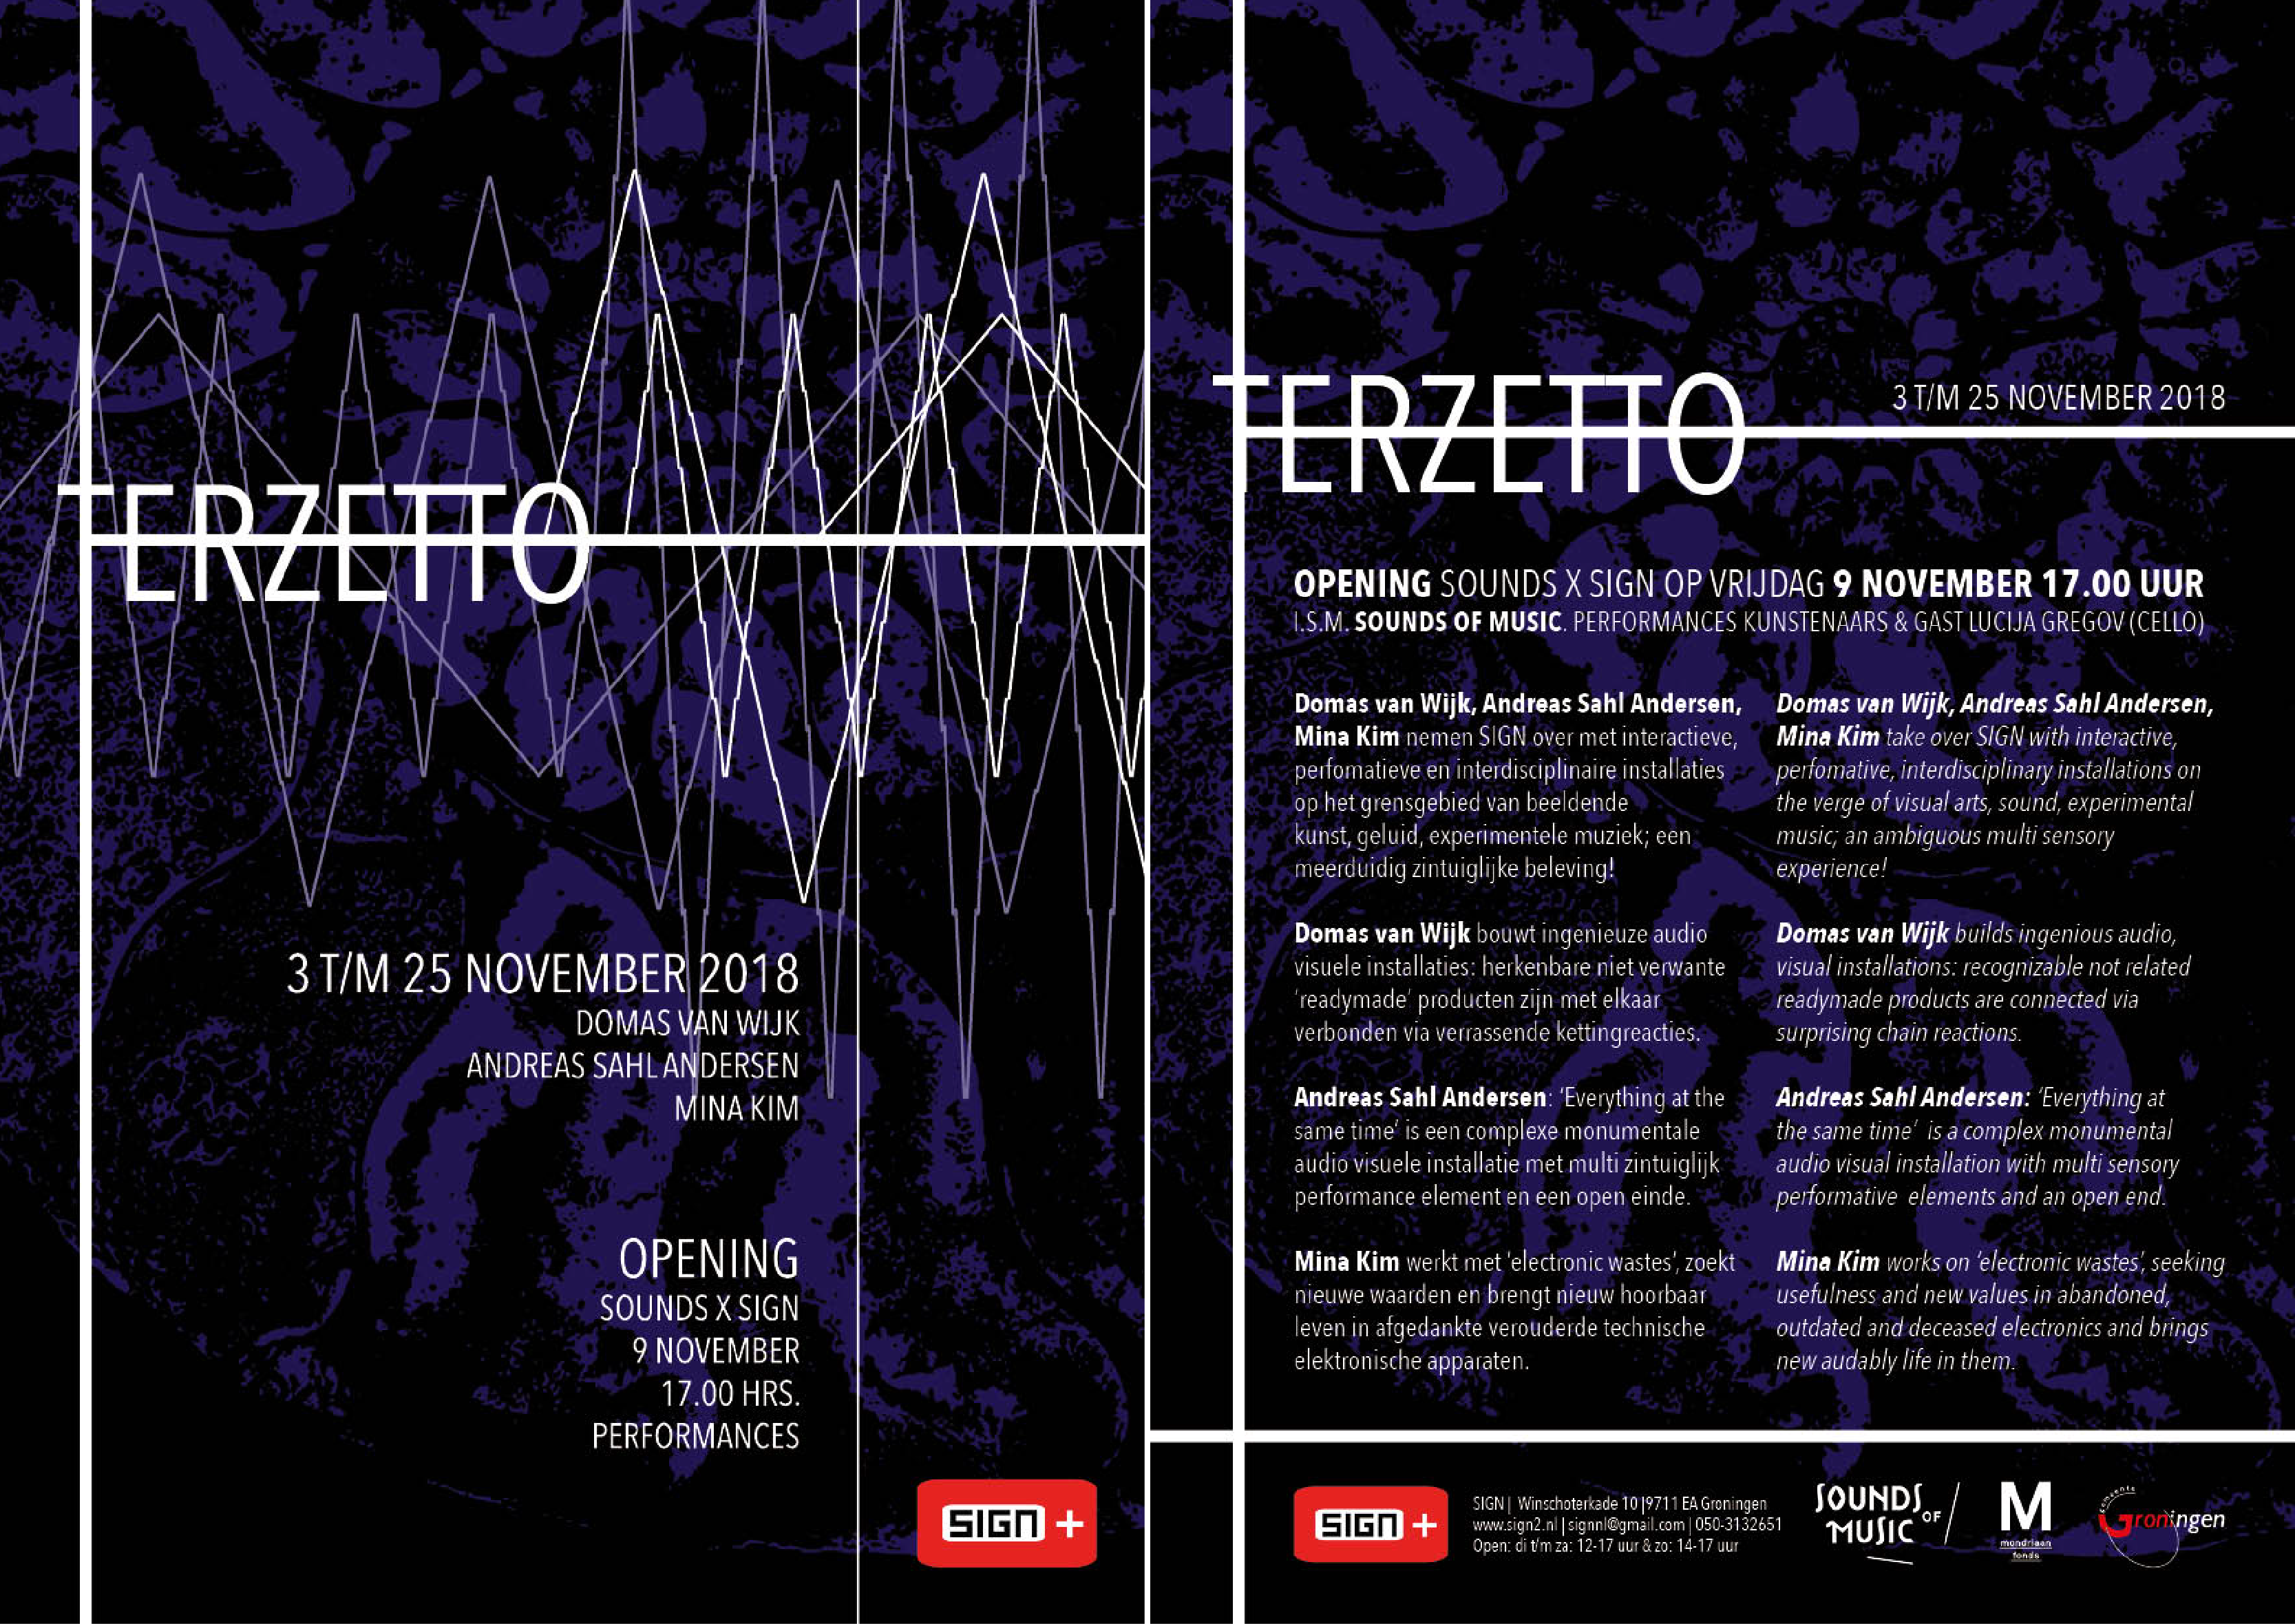 TERZETTO
3 T/M 25 NOVEMBER 2018
DOMAS VAN WIJK
ANDREAS SAHL ANDERSEN
MINA KIM
OPENING
SOUNDS X SIGN
9 NOVEMBER
17.00 HRS.
PERFORMANCES
SIGN +
TERZETTO
3 T/M 25 NOVEMBER 2018
OPENING SOUNDS X SIGN OP VRIJDAG 9 NOVEMBER 17.00 UUR
I.S.M. SOUNDS OF MUSIC. PERFORMANCES KUNSTENAARS & GAST LUCIJA GREGOV (CELLO)
Domas van Wijk, Andreas Sahl Andersen,
Mina Kim nemen SIGN over met interactieve,
perfomatieve en interdisciplinaire installaties
op het grensgebied van beeldende
kunst, geluid, experimentele muziek; een
meerduidig zintuiglijke beleving!
Domas van Wijk bouwt ingenieuze audio
visuele installaties: herkenbare niet verwante
'readymade' producten zijn met elkaar
verbonden via verrassende kettingreacties.
Andreas Sahl Andersen: 'Everything at the
same time' is een complexe monumentale
audio visuele installatie met multi zintuiglijk
performance element en een open einde.
Mina Kim werkt met 'electronic wastes', zoekt
nieuwe waarden en brengt nieuw hoorbaar
leven in afgedankte verouderde technische
elektronische apparaten.
Domas van Wijk, Andreas Sahl Andersen,
Mina Kim take over SIGN with interactive,
perfomative, interdisciplinary installations on
the verge of visual arts, sound, experimental
music; an ambiguous multi sensory
experience!
Domas van Wijk builds ingenious audio,
visual installations: recognizable not related
readymade products are connected via
surprising chain reactions.
Andreas Sahl Andersen: 'Everything at
the same time' is a complex monumental
audio visual installation with multi sensory
performative elements and an open end.
Mina Kim works on 'electronic wastes', seeking
usefulness and new values in abandoned,
outdated and deceased electronics and brings
new audably life in them.
SIGN +
SIGN | Winschoterkade 10 |9711 EA Groningen
www.sign2.nl | signnl@gmail.com | 050-3132651
Open: di t/m za: 12-17 uur & zo: 14-17 uur
SOUNDS
OF
MUSIC
M
mondriaan
fonds
gemeente
Groningen